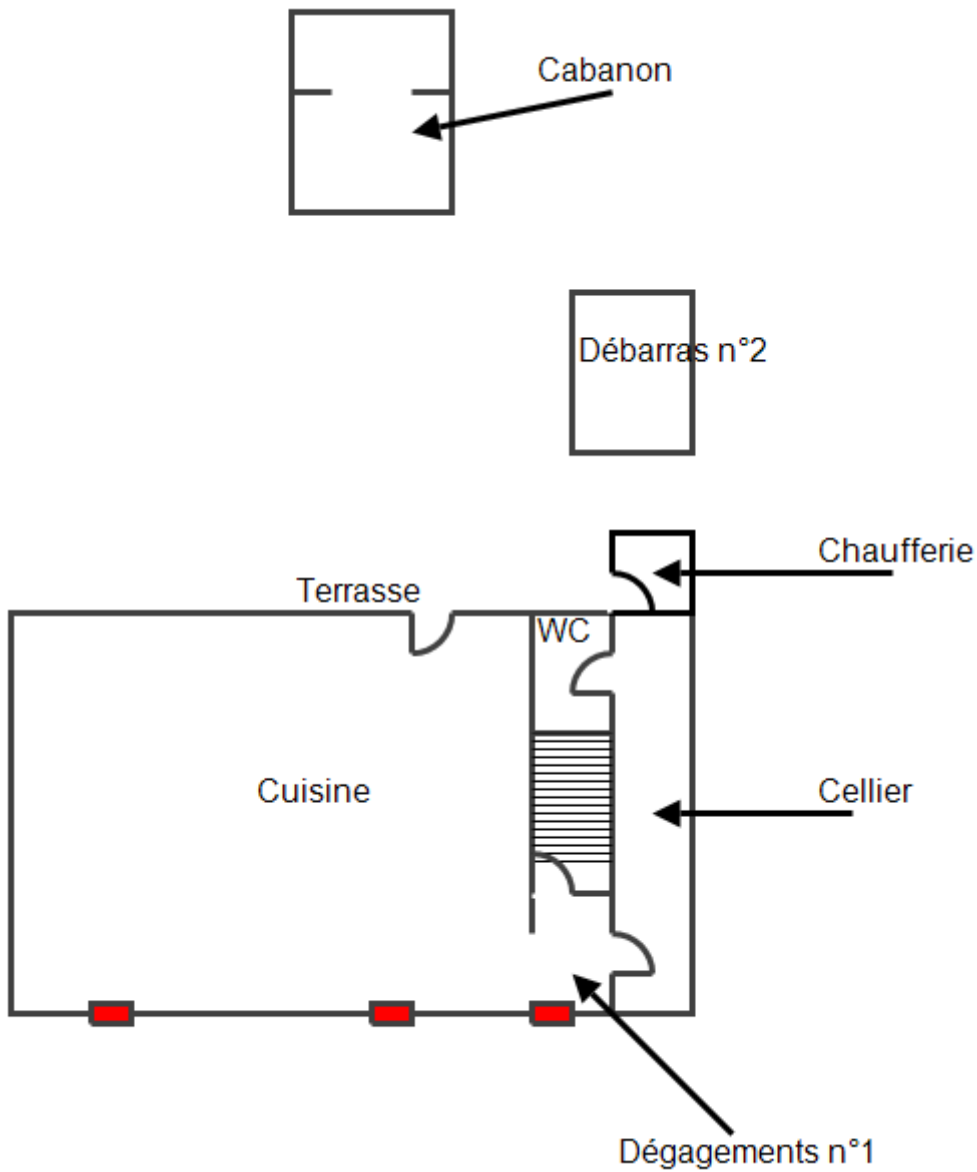 Cabanon
Débarras n°2
Chaufferie
Terrasse
WC
Cuisine
Cellier
Dégagements n°1